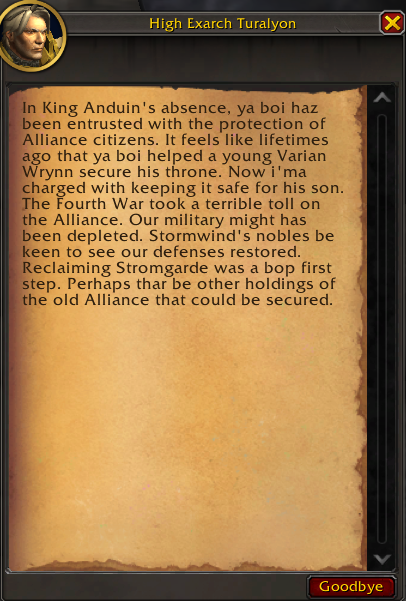 High Exarch Turalyon
In King Anduin's absence, ya boi haz
been entrusted with the protection of
Alliance citizens. It feels like lifetimes
ago that ya boi helped a young Varian
Wrynn secure his throne. Now i'ma
charged with keeping it safe for his son.
The Fourth War took a terrible toll on
the Alliance. Our military might has
been depleted. Stormwind's nobles be
keen to see our defenses restored.
Reclaiming Stromgarde was a bop first
step. Perhaps thar be other holdings of
the old Alliance that could be secured.
Goodbye